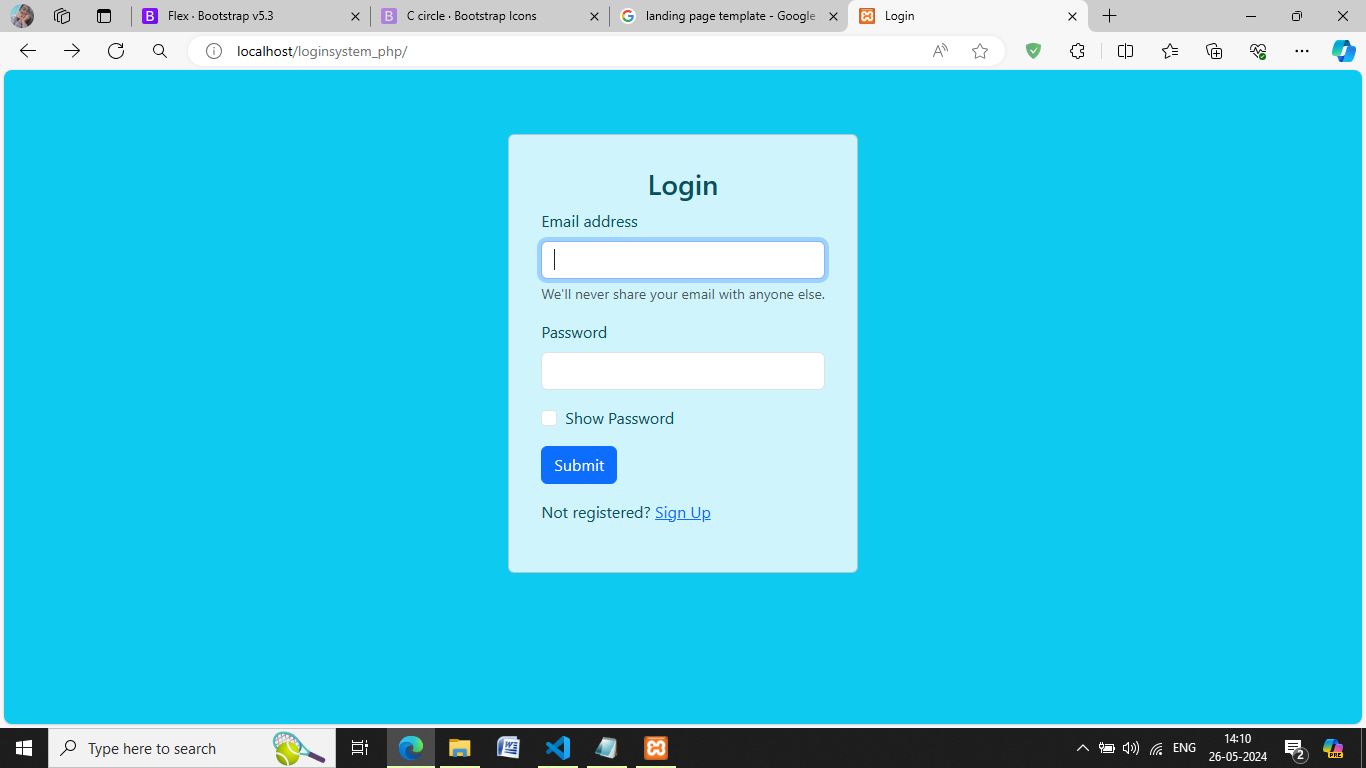 Flex · Bootstrap v5.3
C circle · Bootstrap Icons
landing page template - Google
Login
localhost/loginsystem_php/
Login
Email address
We'll never share your email with anyone else.
Password
Show Password
Submit
Not registered? Sign Up
Type here to search
ENG
14:10
26-05-2024
2
PRE